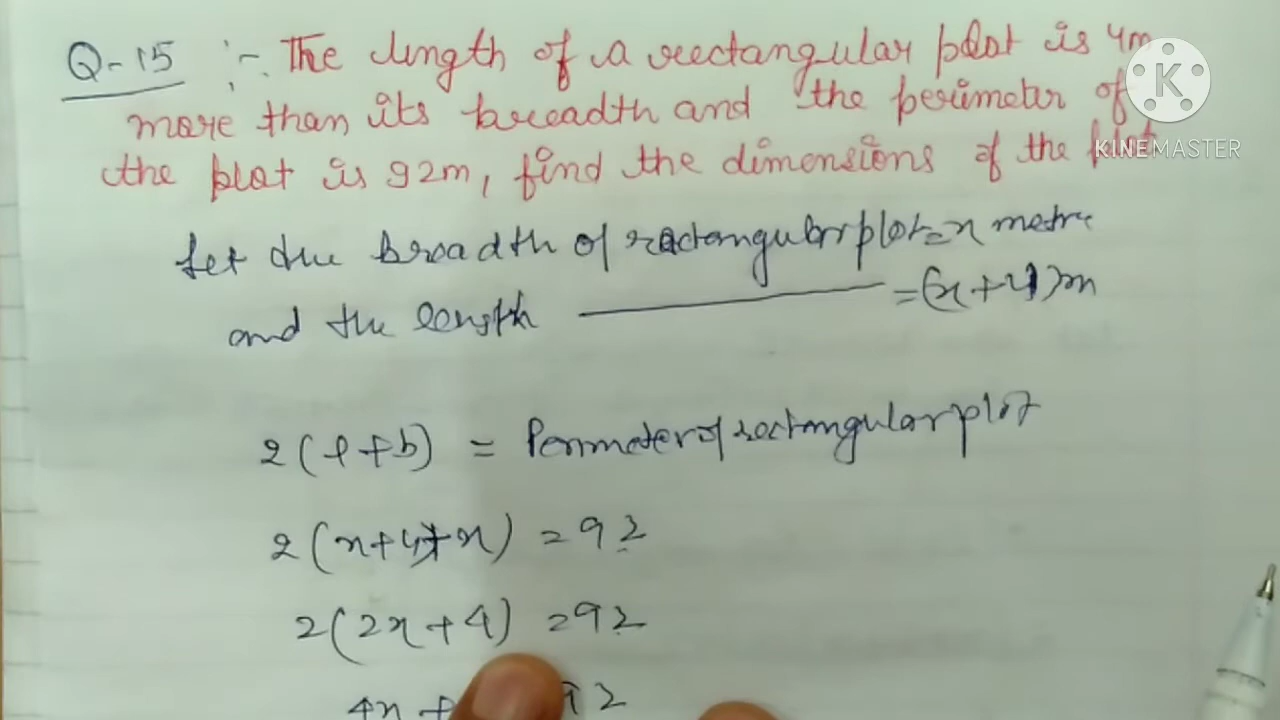 Q-15 :- The length of a rectangular plot is 4m
more than its breadth and the perimeter of
the plot is 92m, find the dimensions of the plot
K
KINEMASTER
Let the breadth of rectangular plot = x metre
and the length ——— = (x+4)m
2(l+b) = Perimeter of rectangular plot
2(x+4+x) = 92
2(2x+4) = 92
4x + 92